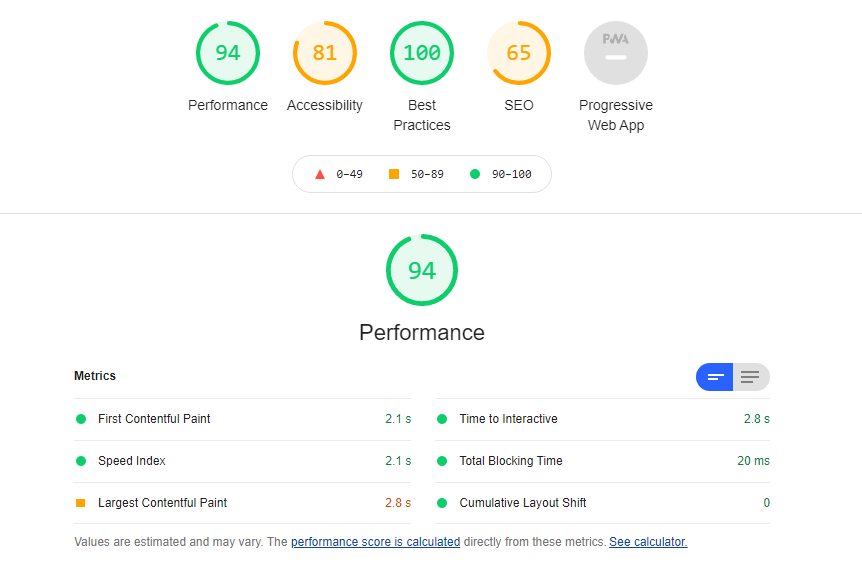 94 81 100 65 PWA
Performance Accessibility Best Practices SEO Progressive Web App
0–49 50–89 90–100
94
Performance
Metrics
First Contentful Paint 2.1 s
Time to Interactive 2.8 s
Speed Index 2.1 s
Total Blocking Time 20 ms
Largest Contentful Paint 2.8 s
Cumulative Layout Shift 0
Values are estimated and may vary. The performance score is calculated directly from these metrics. See calculator.